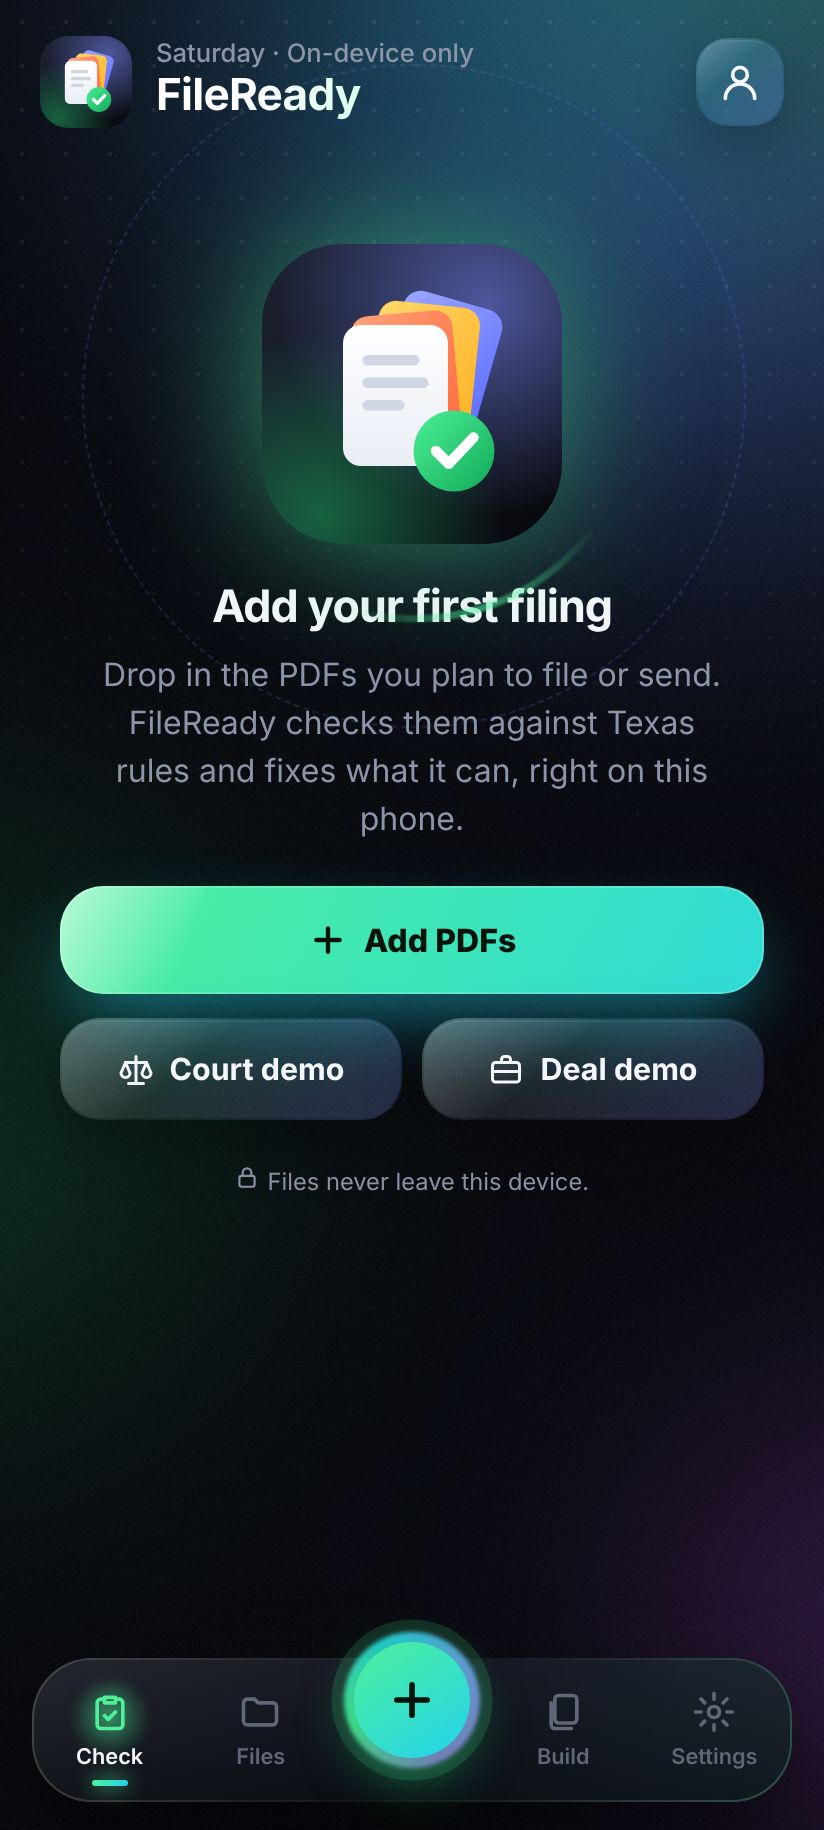 Saturday · On-device only
FileReady
Add your first filing
Drop in the PDFs you plan to file or send.
FileReady checks them against Texas
rules and fixes what it can, right on this
phone.
Add PDFs
Court demo
Deal demo
Files never leave this device.
Check
Files
Build
Settings